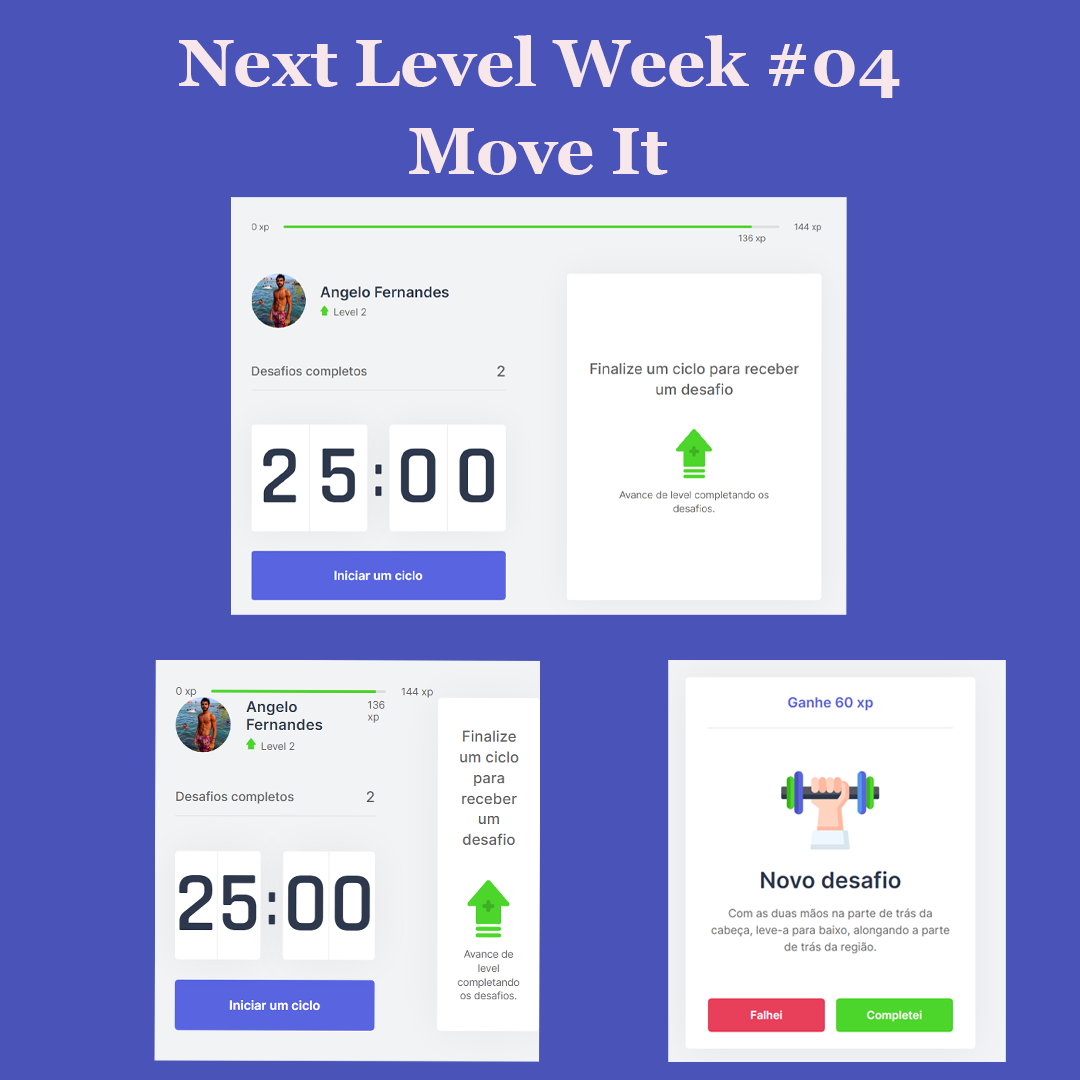 Next Level Week #04
Move It
0 xp
144 xp
136 xp
Angelo Fernandes
Level 2
Desafios completos
2
25:00
Iniciar um ciclo
Finalize um ciclo para receber
um desafio
Avance de level completando os
desafios.
0 xp
144 xp
136
xp
Angelo
Fernandes
Level 2
Desafios completos
2
25:00
Iniciar um ciclo
Finalize
um ciclo
para
receber
um
desafio
Avance de
level
completando
os desafios.
Ganhe 60 xp
Novo desafio
Com as duas mãos na parte de trás da
cabeça, leve-a para baixo, alongando a parte
de trás da região.
Falhei
Completei